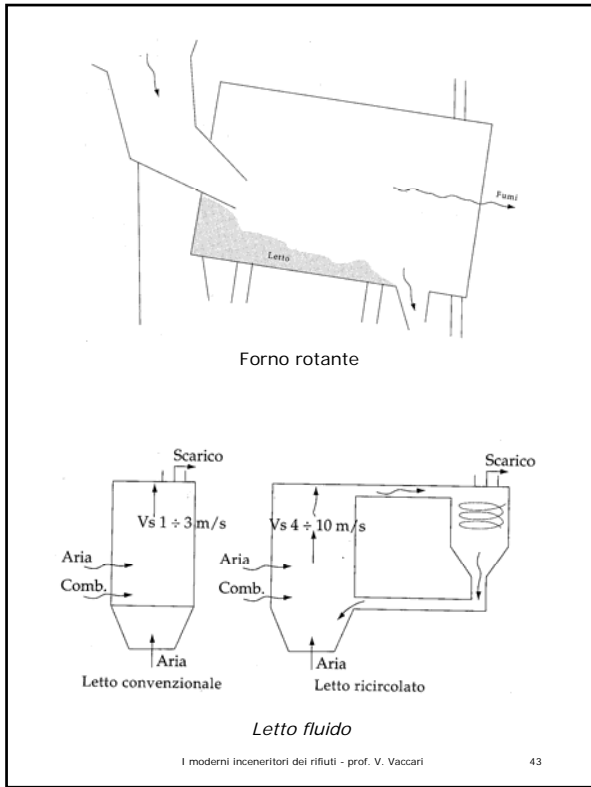 Fumi
Letto
Forno rotante
Scarico
Vs 1 ÷ 3 m/s
Aria
Comb.
Aria
Letto convenzionale
Scarico
Vs 4 ÷ 10 m/s
Aria
Comb.
Aria
Letto ricircolato
Letto fluido
I moderni inceneritori dei rifiuti - prof. V. Vaccari 43